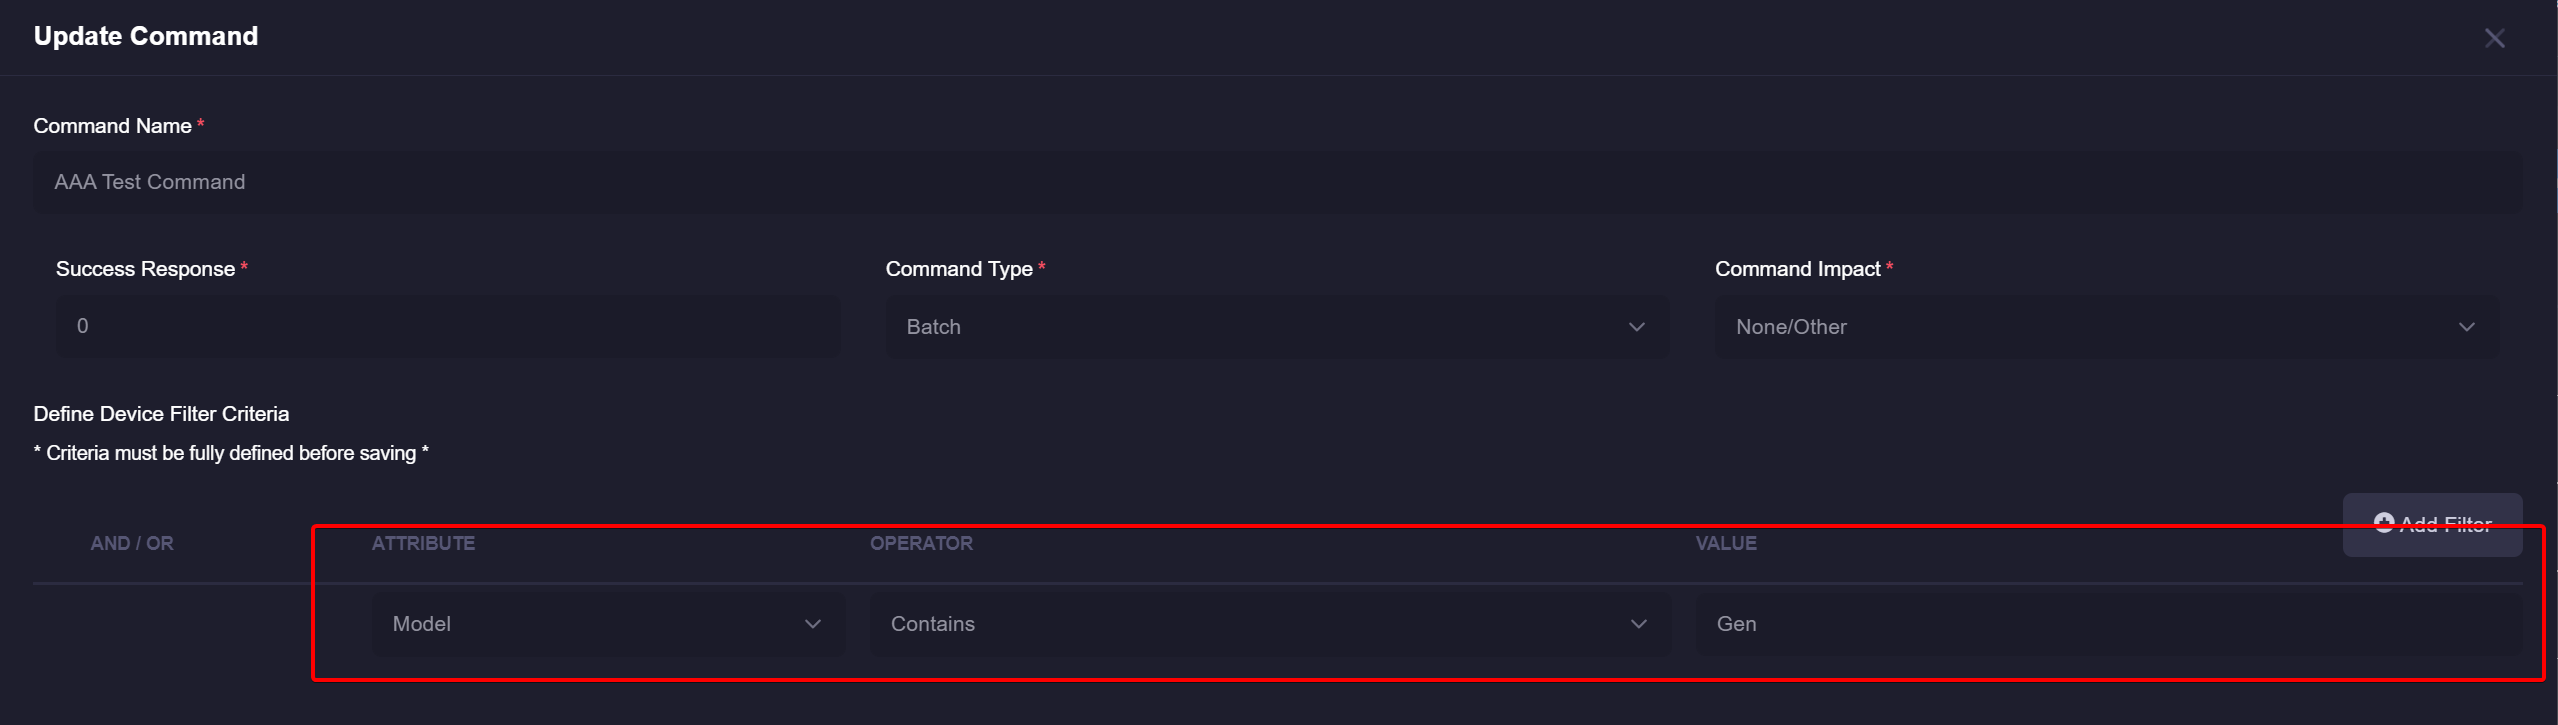 Update Command
Command Name *
AAA Test Command
Success Response * Command Type * Command Impact *
0 Batch None/Other
Define Device Filter Criteria
* Criteria must be fully defined before saving *
Add Filter
AND / OR ATTRIBUTE OPERATOR VALUE
Model Contains Gen